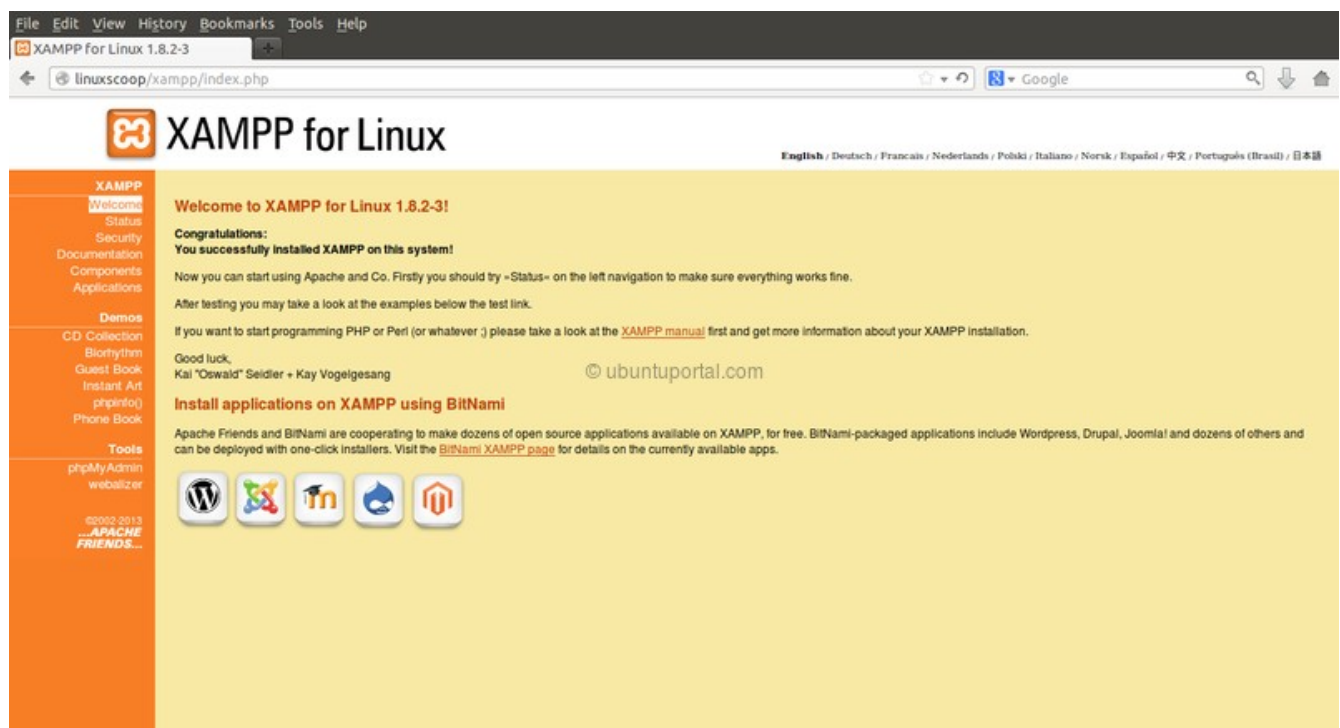 File Edit View History Bookmarks Tools Help
XAMPP for Linux 1.8.2-3
linuxscoop/xampp/index.php
Google
XAMPP for Linux
English / Deutsch / Francais / Nederlands / Polski / Italiano / Norsk / Español / 中文 / Português (Brasil) / 日本語
XAMPP
Welcome
Status
Security
Documentation
Components
Applications
Demos
CD Collection
Biorhythm
Guest Book
Instant Art
phpinfo()
Phone Book
Tools
phpMyAdmin
webalizer
©2002-2013
...APACHE
FRIENDS...
Welcome to XAMPP for Linux 1.8.2-3!
Congratulations:
You successfully installed XAMPP on this system!
Now you can start using Apache and Co. Firstly you should try »Status« on the left navigation to make sure everything works fine.
After testing you may take a look at the examples below the test link.
If you want to start programming PHP or Perl (or whatever ;) please take a look at the XAMPP manual first and get more information about your XAMPP installation.
Good luck,
Kai "Oswald" Seidler + Kay Vogelgesang
© ubuntuportal.com
Install applications on XAMPP using BitNami
Apache Friends and BitNami are cooperating to make dozens of open source applications available on XAMPP, for free. BitNami-packaged applications include Wordpress, Drupal, Joomla! and dozens of others and
can be deployed with one-click installers. Visit the BitNami XAMPP page for details on the currently available apps.